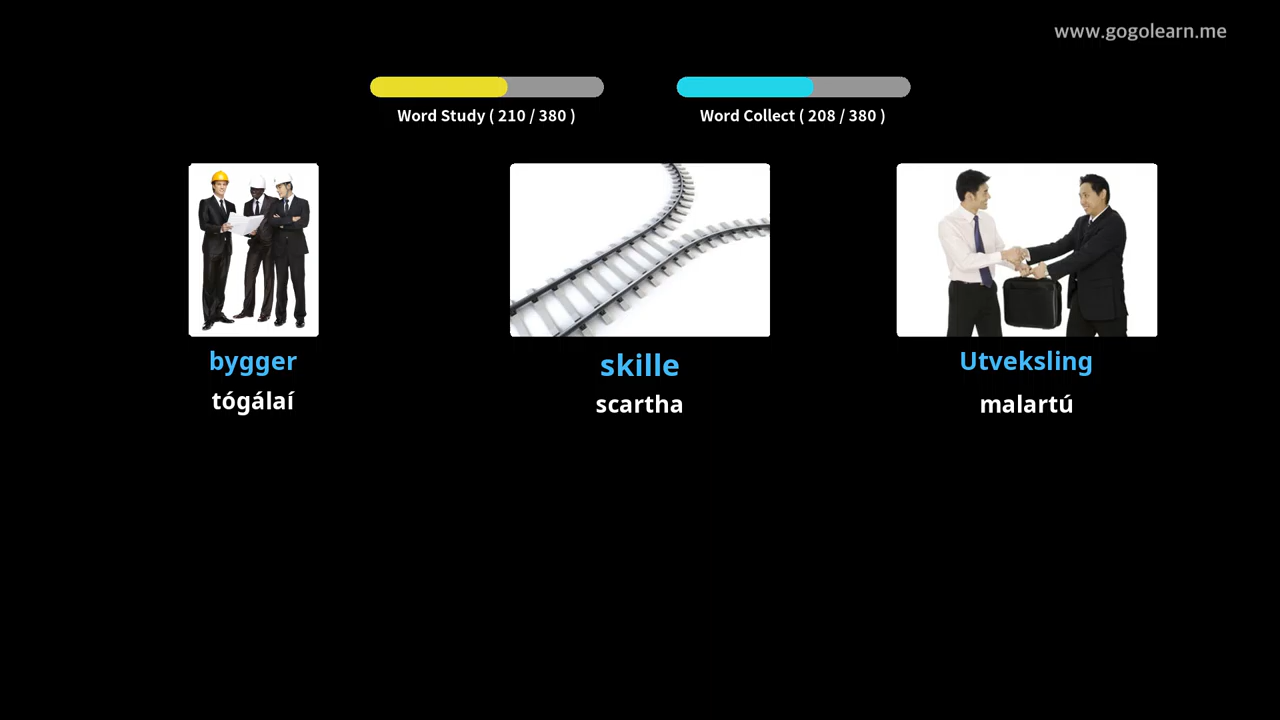 www.gogolearn.me
Word Study ( 210 / 380 )
Word Collect ( 208 / 380 )
bygger
tógálaí
skille
scartha
Utveksling
malartú